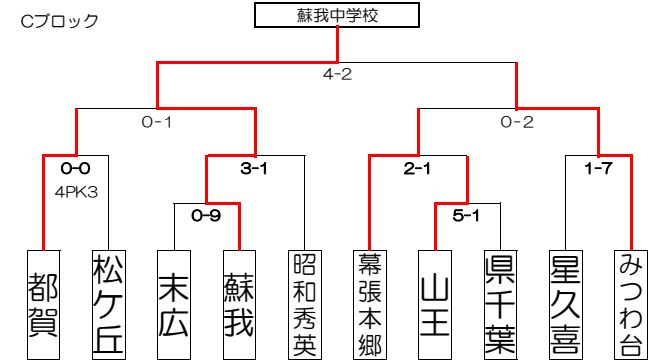 Cブロック
蘇我中学校
4-2
0-1
0-2
0-0
4PK3
3-1
2-1
1-7
0-9
5-1
都賀
松ケ丘
末広
蘇我
昭和秀英
幕張本郷
山王
県千葉
星久喜
みつわ台